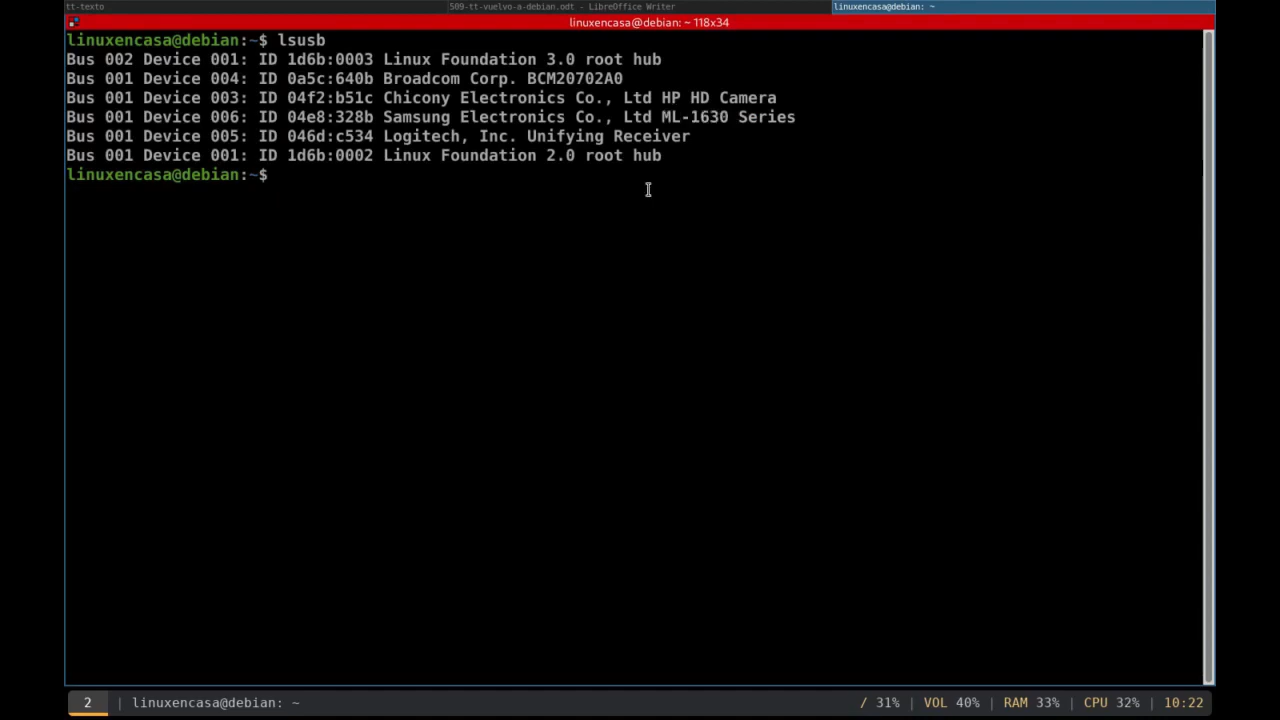 tt-texto 509-tt-vuelvo-a-debian.odt - LibreOffice Writer linuxencasa@debian: ~
linuxencasa@debian: ~ 118x34
linuxencasa@debian:~$ lsusb
Bus 002 Device 001: ID 1d6b:0003 Linux Foundation 3.0 root hub
Bus 001 Device 004: ID 0a5c:640b Broadcom Corp. BCM20702A0
Bus 001 Device 003: ID 04f2:b51c Chicony Electronics Co., Ltd HP HD Camera
Bus 001 Device 006: ID 04e8:328b Samsung Electronics Co., Ltd ML-1630 Series
Bus 001 Device 005: ID 046d:c534 Logitech, Inc. Unifying Receiver
Bus 001 Device 001: ID 1d6b:0002 Linux Foundation 2.0 root hub
linuxencasa@debian:~$
2 | linuxencasa@debian: ~ / 31% | VOL 40% | RAM 33% | CPU 32% | 10:22